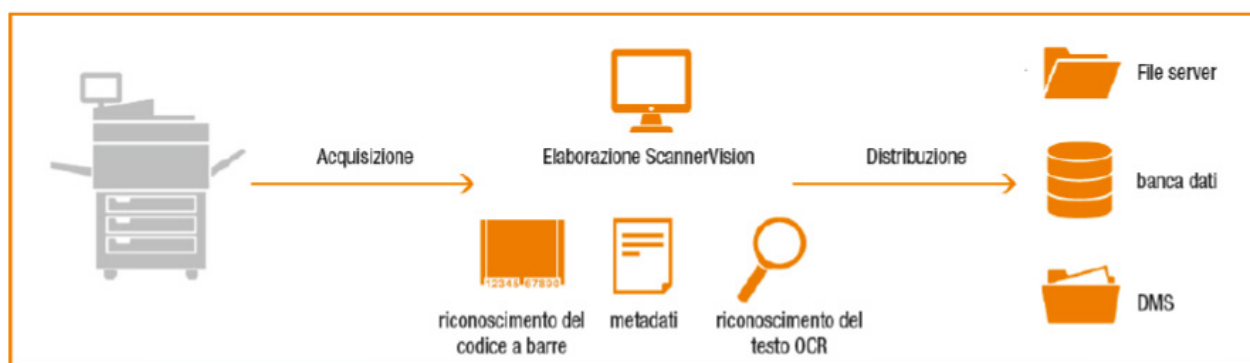 File server
Acquisizione
Elaborazione ScannerVision
Distribuzione
banca dati
12345 67890
riconoscimento del
codice a barre
metadati
riconoscimento del
testo OCR
DMS